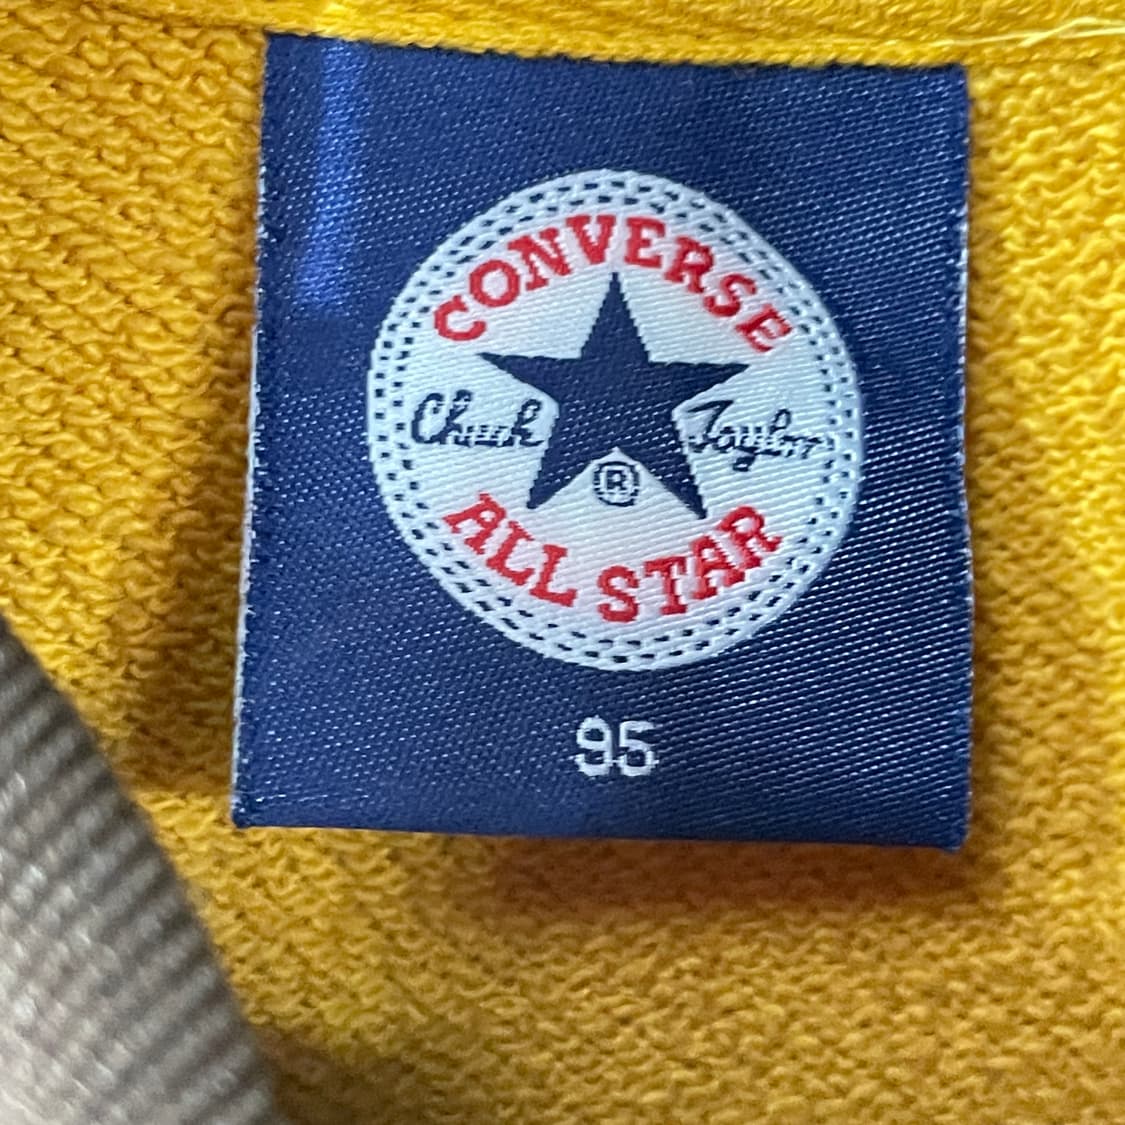 CONVERSE
Chuck Taylor
®
ALL STAR
95